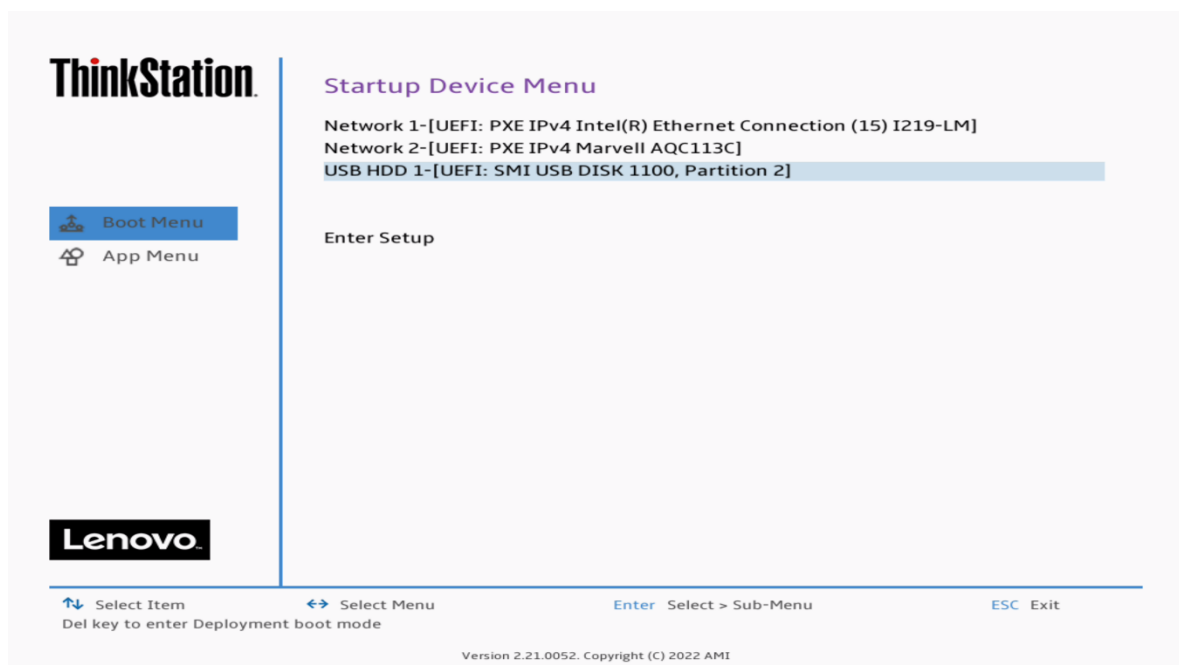 ThinkStation
Startup Device Menu
Network 1-[UEFI: PXE IPv4 Intel(R) Ethernet Connection (15) I219-LM]
Network 2-[UEFI: PXE IPv4 Marvell AQC113C]
USB HDD 1-[UEFI: SMI USB DISK 1100, Partition 2]
Boot Menu
Enter Setup
App Menu
Lenovo
Select Item Select Menu Enter Select > Sub-Menu ESC Exit
Del key to enter Deployment boot mode
Version 2.21.0052. Copyright (C) 2022 AMI